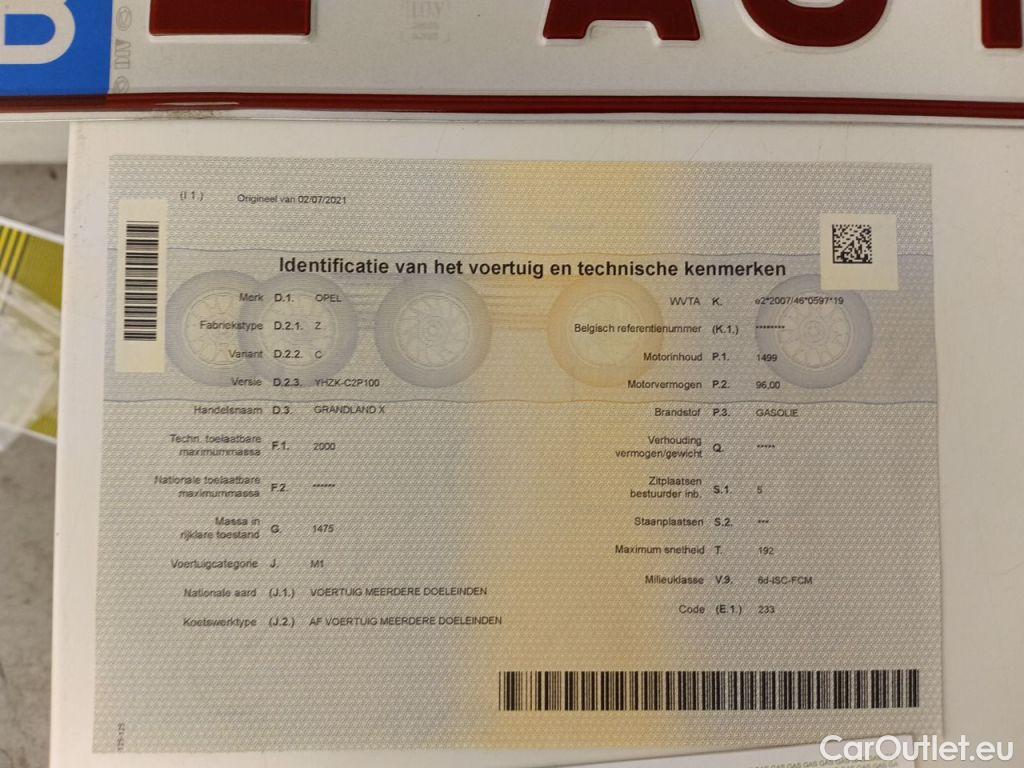 B
DIV
(I 1.) Origineel van 02/07/2021
Identificatie van het voertuig en technische kenmerken
Merk D.1. OPEL
Fabriekstype D.2.1. Z
Variant D.2.2. C
Versie D.2.3. YHZK-C2P100
Handelsnaam D.3. GRANDLAND X
Techn. toelaatbare
maximummassa F.1. 2000
Nationale toelaatbare
maximummassa F.2. ******
Massa in
rijklare toestand G. 1475
Voertuigcategorie J. M1
Nationale aard (J.1.) VOERTUIG MEERDERE DOELEINDEN
Koetswerktype (J.2.) AF VOERTUIG MEERDERE DOELEINDEN
WVTA K. e2*2007/46*0597*19
Belgisch referentienummer (K.1.) ********
Motorinhoud P.1. 1499
Motorvermogen P.2. 96,00
Brandstof P.3. GASOLIE
Verhouding
vermogen/gewicht Q. *****
Zitplaatsen
bestuurder inb. S.1. 5
Staanplaatsen S.2. ***
Maximum snelheid T. 192
Milieuklasse V.9. 6d-ISC-FCM
Code (E.1.) 233
125-125
CarOutlet.eu